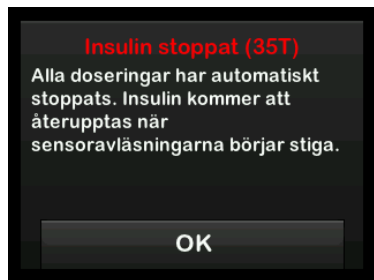 Insulin stoppat (35T)
Alla doseringar har automatiskt
stoppats. Insulin kommer att
återupptas när
sensoravläsningarna börjar stiga.
OK